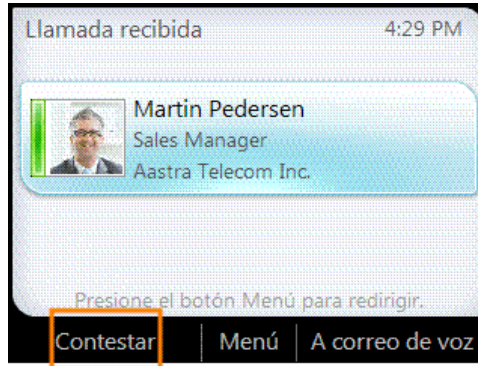 Llamada recibida 4:29 PM
Martin Pedersen
Sales Manager
Aastra Telecom Inc.
Presione el botón Menú para redirigir.
Contestar Menú A correo de voz